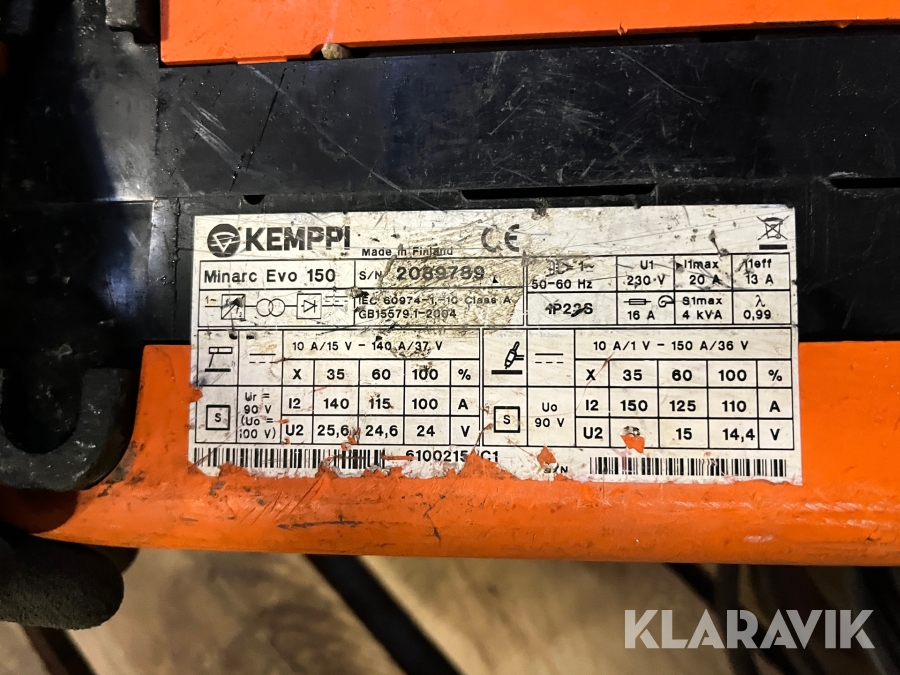 KEMPPI
Made in Finland
CE
Minarc Evo 150
S/N 2089789
1~
50-60 Hz
U1
230 V
I1max
20 A
I1eff
13 A
1~
IEC 60974-1,-10 Class A
GB15579.1-2004
IP23S
16 A
S1max
4 kVA
λ
0,99
10 A/15 V - 140 A/37 V
X 35 60 100 %
S
Ur =
90 V
(Uo =
100 V)
I2 140 115 100 A
U2 25,6 24,6 24 V
10 A/1 V - 150 A/36 V
X 35 60 100 %
S
Uo
90 V
I2 150 125 110 A
U2 15 14,4 V
S/N
KLARAVIK